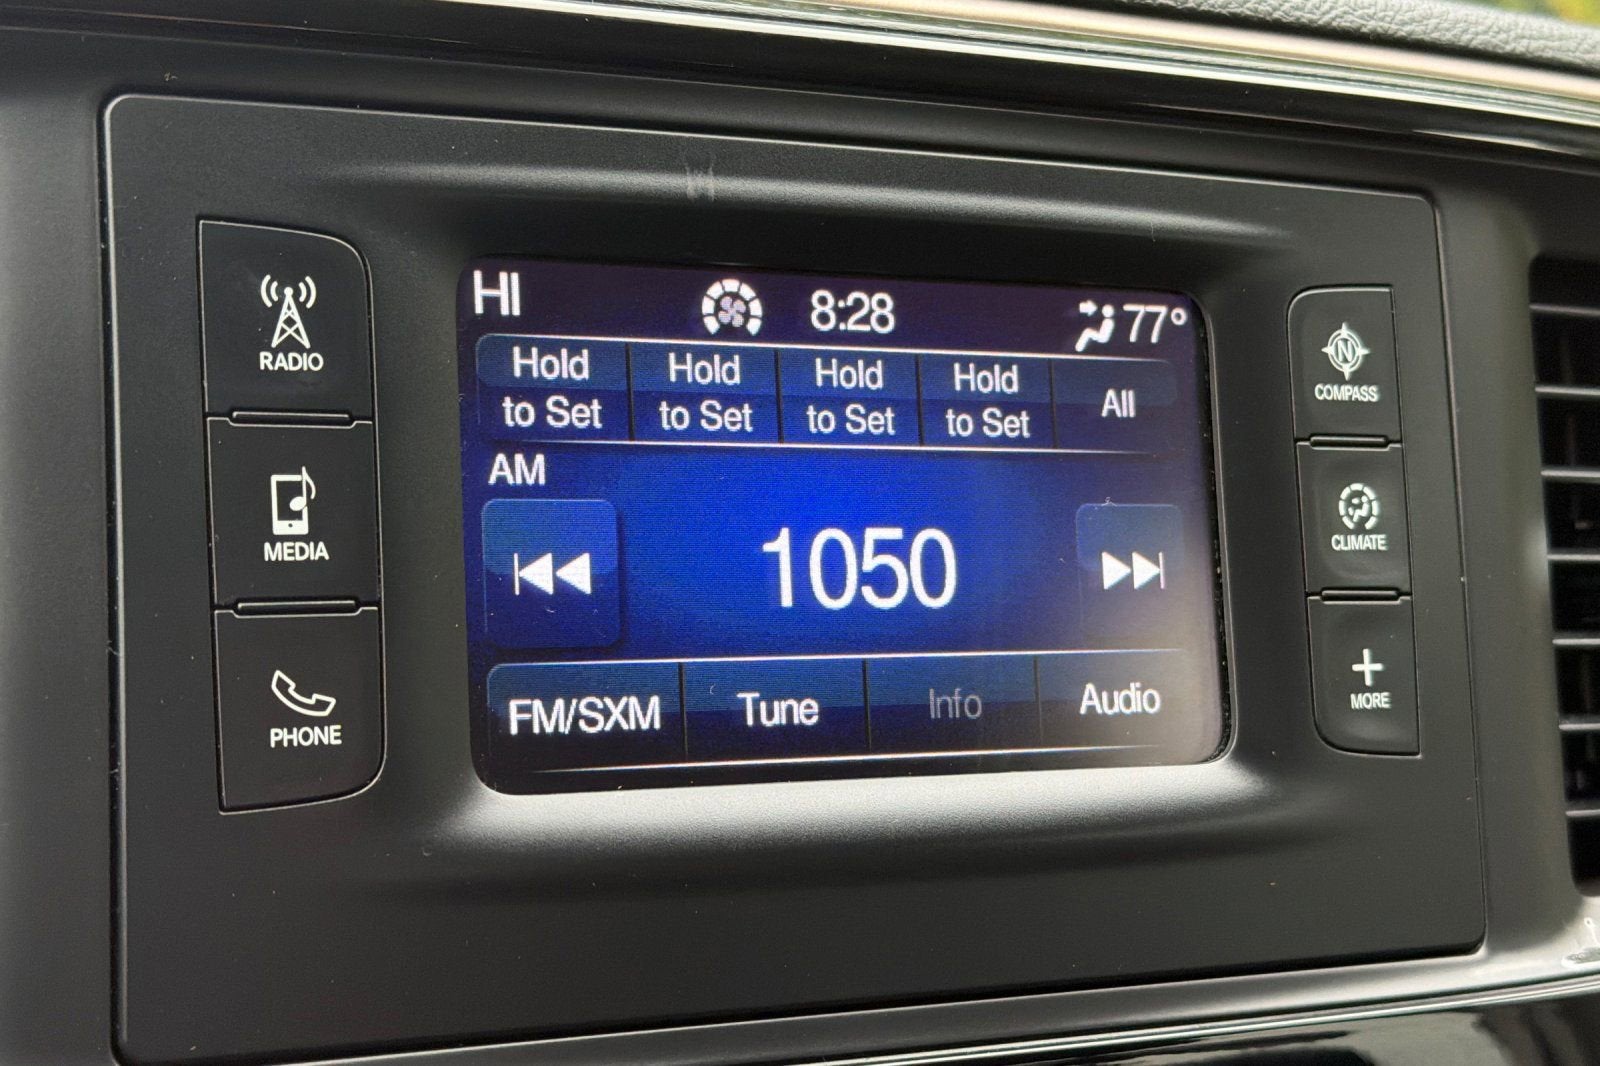 HI 8:28 77°
Hold to Set
Hold to Set
Hold to Set
Hold to Set
All
AM
1050
FM/SXM Tune Info Audio
RADIO
MEDIA
PHONE
N
COMPASS
CLIMATE
MORE